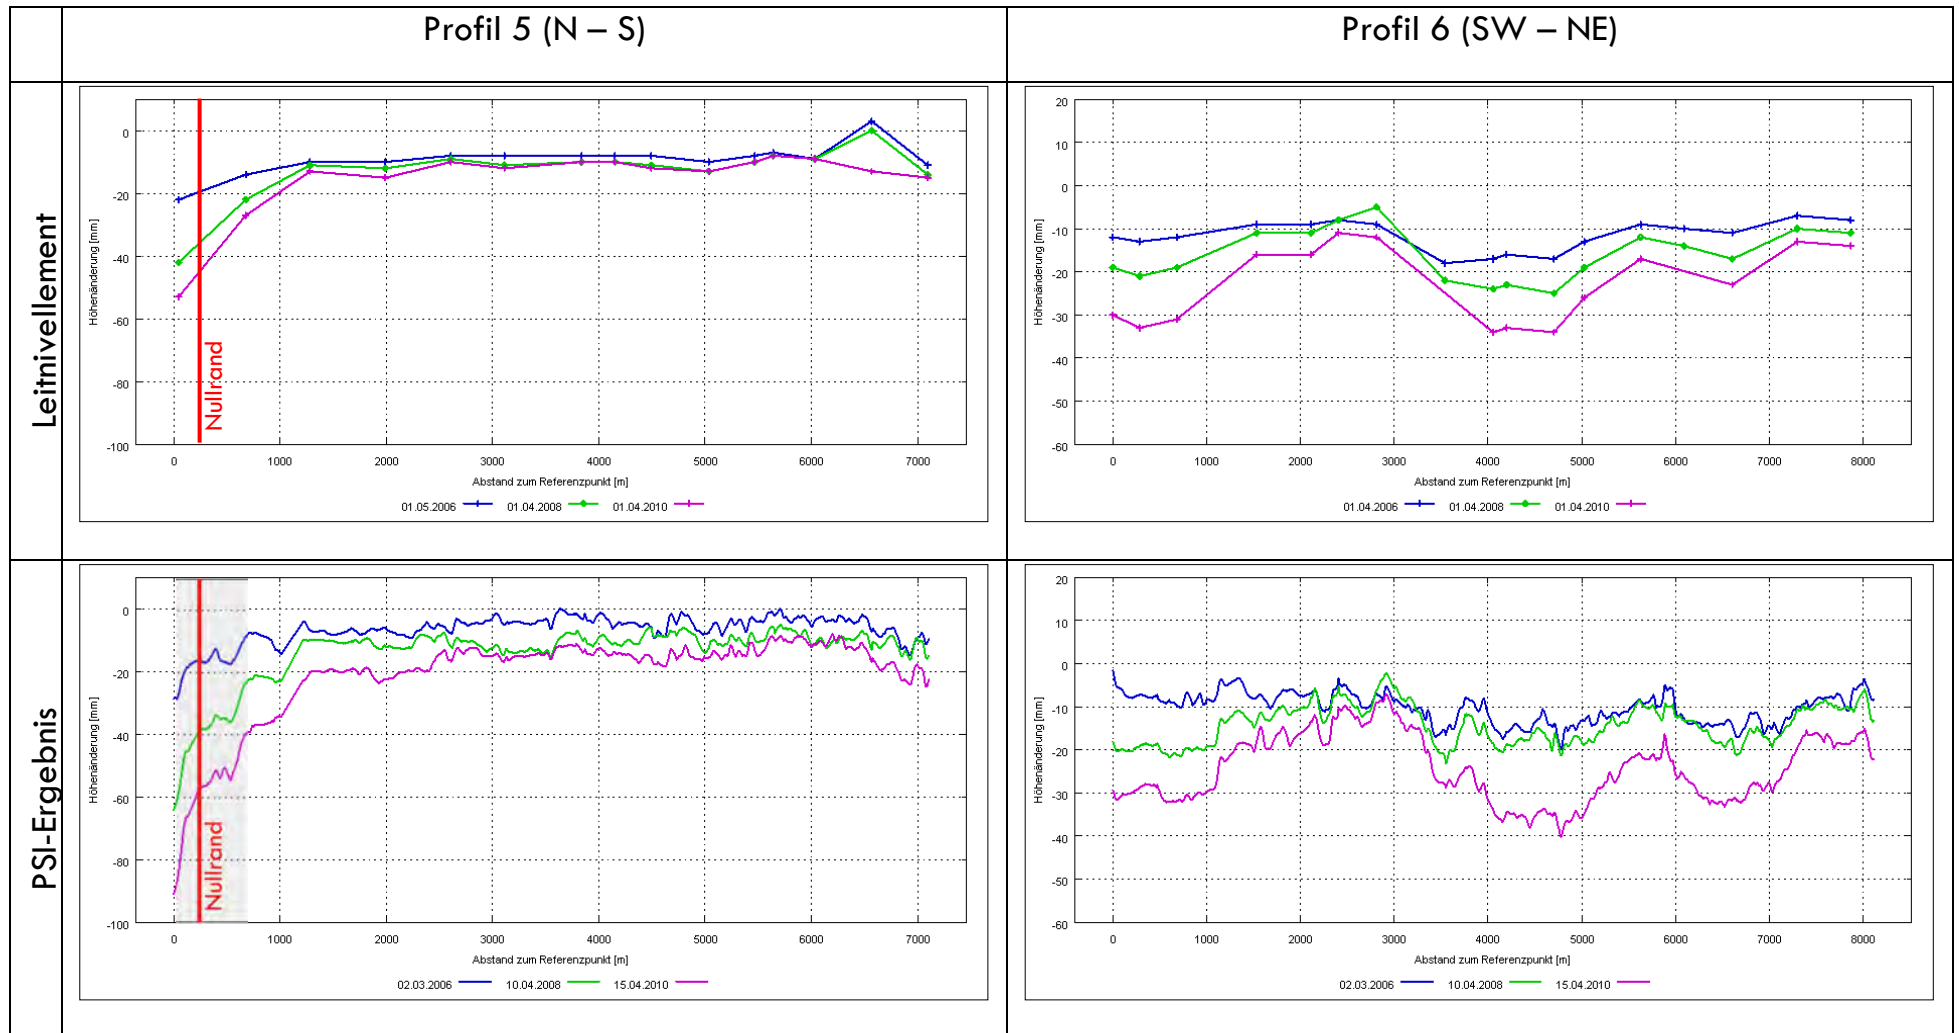 Profil 5 (N – S)
Profil 6 (SW – NE)
Leitnivellement
0
-20
-40
-60
-80
-100
Höhenänderung [mm]
Nullrand
0 1000 2000 3000 4000 5000 6000 7000
Abstand zum Referenzpunkt [m]
01.05.2006 01.04.2008 01.04.2010
20
10
0
-10
-20
-30
-40
-50
-60
Höhenänderung [mm]
0 1000 2000 3000 4000 5000 6000 7000 8000
Abstand zum Referenzpunkt [m]
01.04.2006 01.04.2008 01.04.2010
PSI-Ergebnis
0
-20
-40
-60
-80
-100
Höhenänderung [mm]
Nullrand
0 1000 2000 3000 4000 5000 6000 7000
Abstand zum Referenzpunkt [m]
02.03.2006 10.04.2008 15.04.2010
20
10
0
-10
-20
-30
-40
-50
-60
Höhenänderung [mm]
0 1000 2000 3000 4000 5000 6000 7000 8000
Abstand zum Referenzpunkt [m]
02.03.2006 10.04.2008 15.04.2010